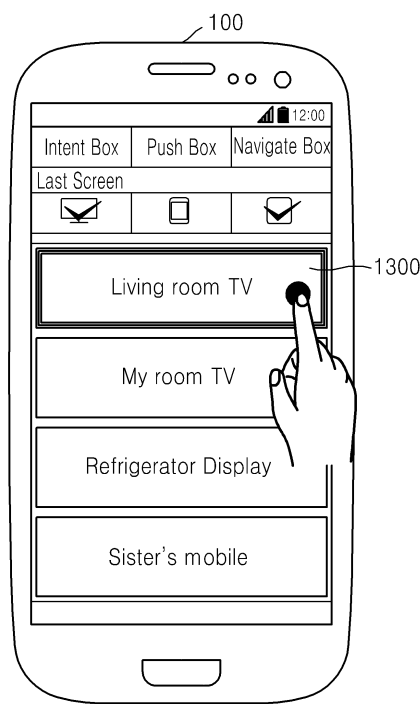 100
12:00
Intent Box Push Box Navigate Box
Last Screen
Living room TV
1300
My room TV
Refrigerator Display
Sister's mobile